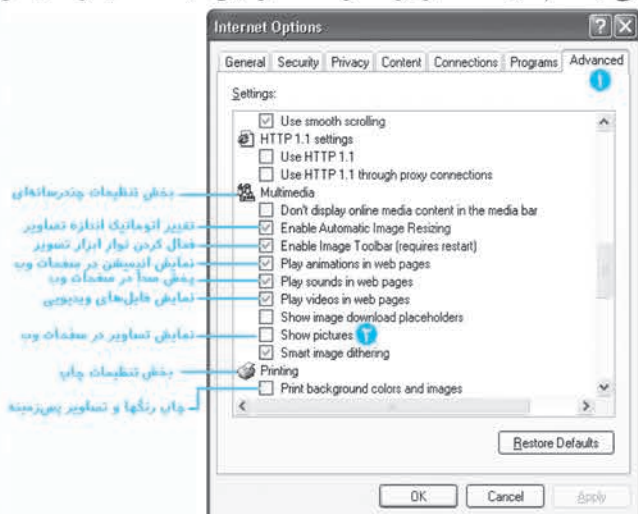 Internet Options
General Security Privacy Content Connections Programs Advanced
۱
Settings:
Use smooth scrolling
HTTP 1.1 settings
Use HTTP 1.1
Use HTTP 1.1 through proxy connections
بخش تنظیمات چندرسانه‌ای
Multimedia
Don't display online media content in the media bar
تغییر اتوماتیک اندازه تصاویر
Enable Automatic Image Resizing
فعال کردن نوار ابزار تصویر
Enable Image Toolbar (requires restart)
نمایش انیمیشن در صفحات وب
Play animations in web pages
پخش صدا در صفحات وب
Play sounds in web pages
نمایش فایل‌های ویدیویی
Play videos in web pages
Show image download placeholders
نمایش تصاویر در صفحات وب
Show pictures ۲
Smart image dithering
بخش تنظیمات چاپ
Printing
چاپ رنگها و تصاویر پس‌زمینه
Print background colors and images
Restore Defaults
OK Cancel Apply